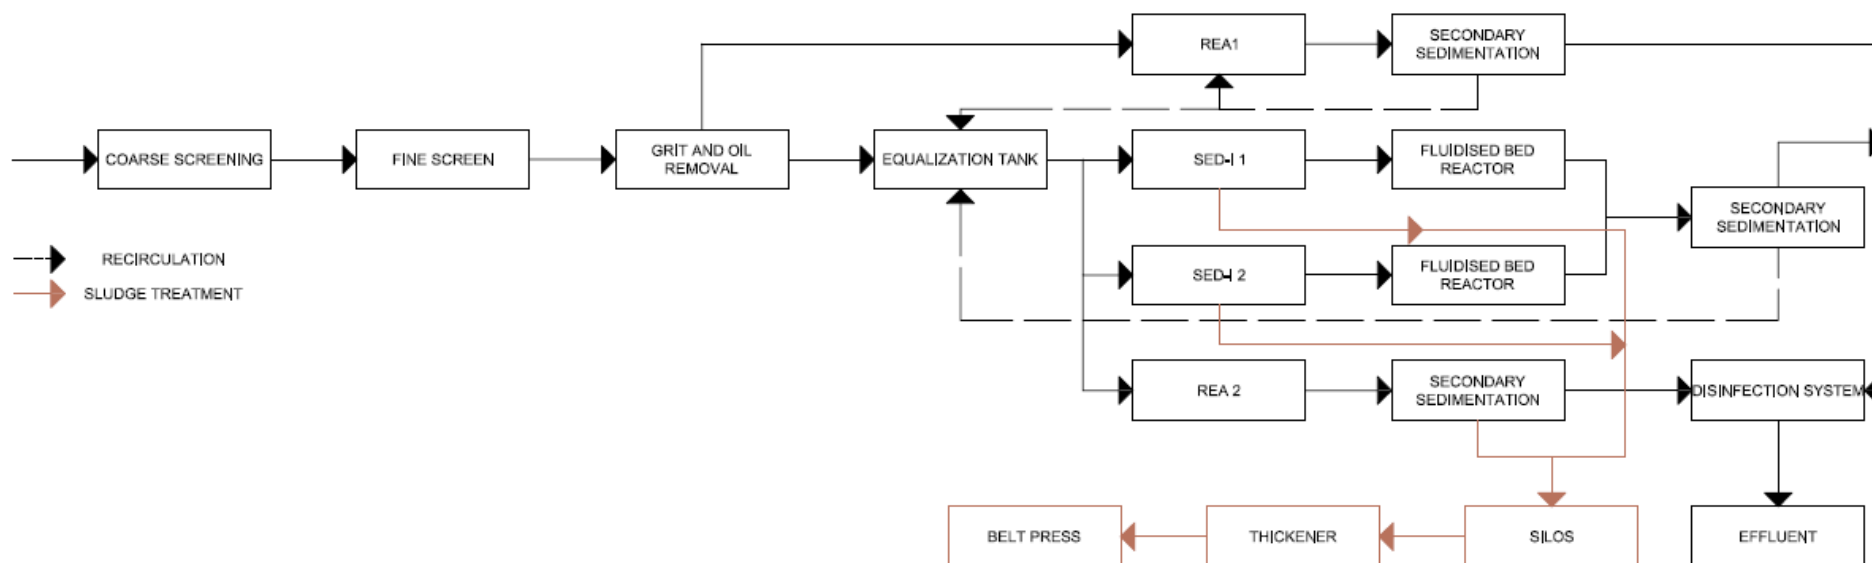 REA1
SECONDARY
SEDIMENTATION
COARSE SCREENING
FINE SCREEN
GRIT AND OIL
REMOVAL
EQUALIZATION TANK
SED-I 1
FLUIDISED BED
REACTOR
SECONDARY
SEDIMENTATION
RECIRCULATION
SLUDGE TREATMENT
SED-I 2
FLUIDISED BED
REACTOR
REA 2
SECONDARY
SEDIMENTATION
DISINFECTION SYSTEM
BELT PRESS
THICKENER
SILOS
EFFLUENT